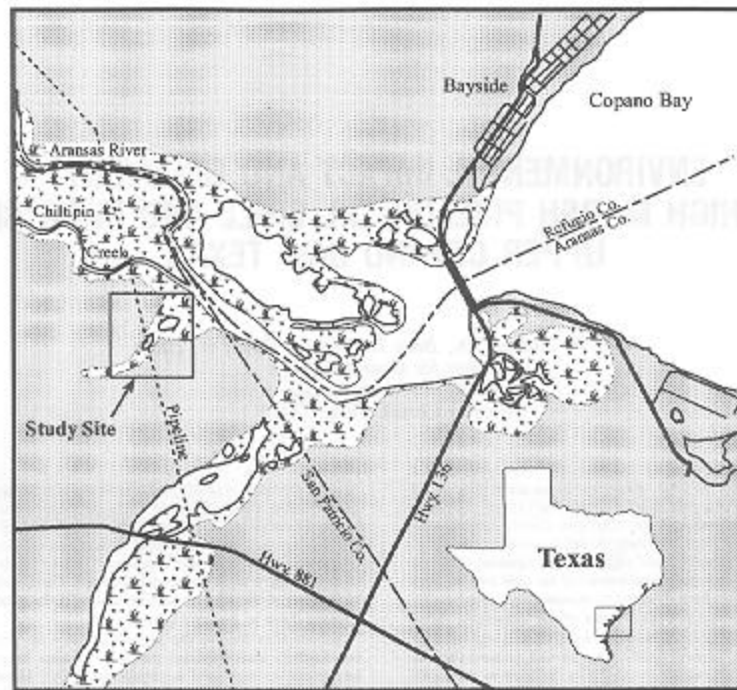 Bayside
Copano Bay
Aransas River
Chiltipin
Creek
Refugio Co.
Aransas Co.
Study Site
Pipeline
San Patricio Co.
Hwy 136
Hwy 881
Texas